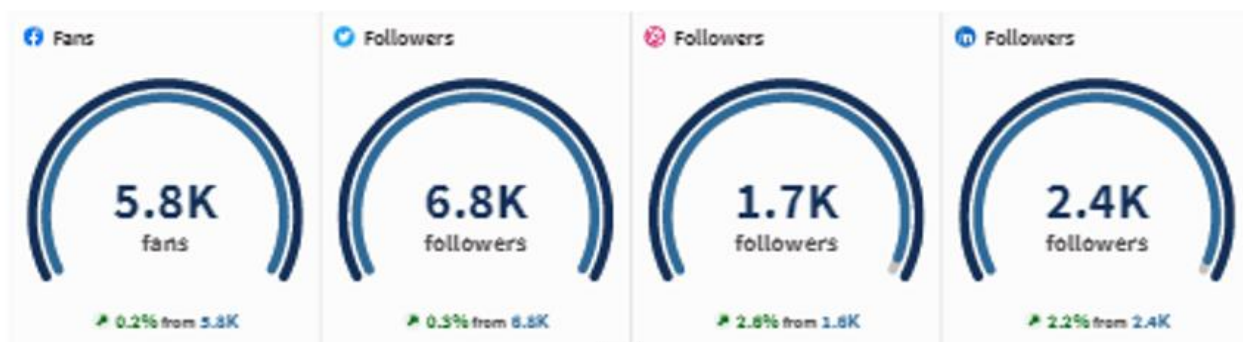 Fans
5.8K
fans
0.2% from 5.8K
Followers
6.8K
followers
0.3% from 6.8K
Followers
1.7K
followers
2.6% from 1.6K
Followers
2.4K
followers
2.2% from 2.4K